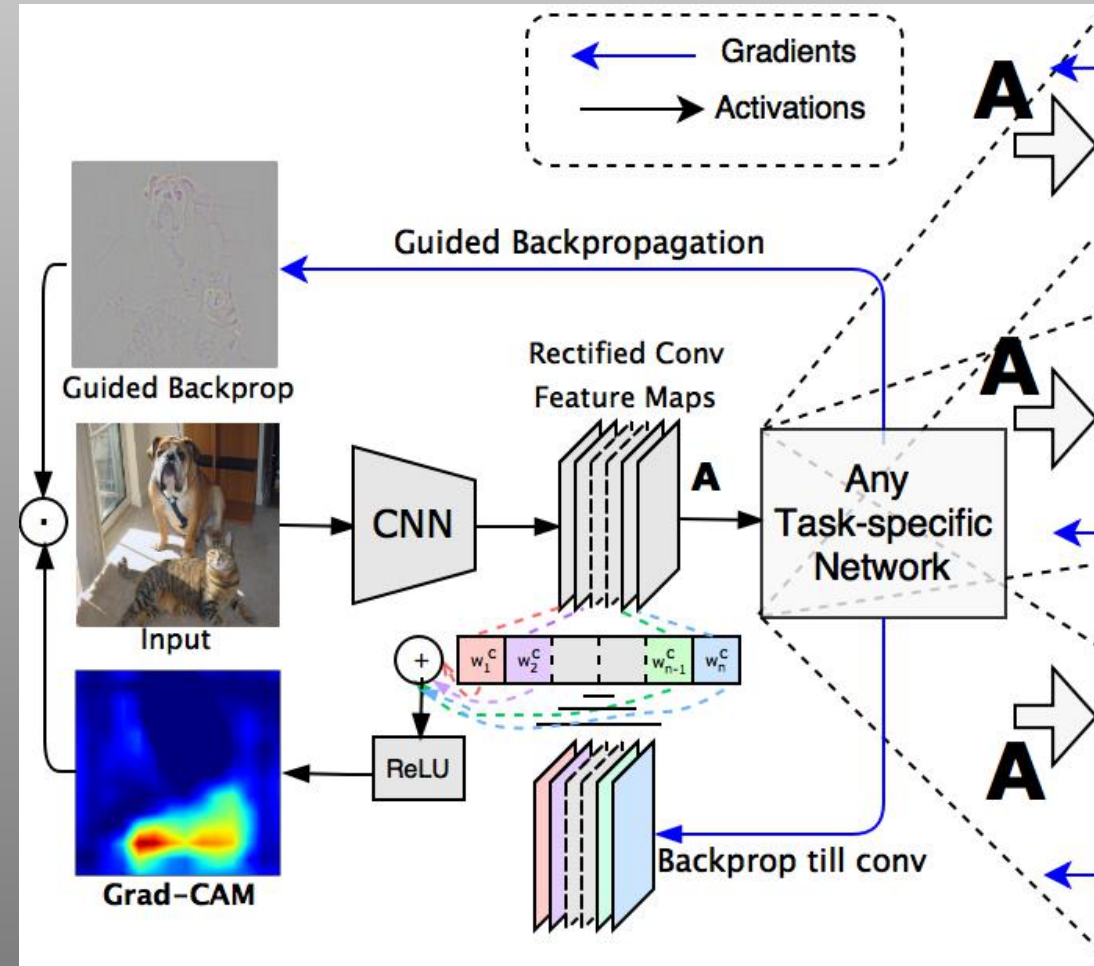 Gradients
Activations
A
Guided Backpropagation
Guided Backprop
Rectified Conv
Feature Maps
A
Input
CNN
A
Any
Task-specific
Network
+
w₁ᶜ w₂ᶜ wₙ₋₁ᶜ wₙᶜ
ReLU
A
Grad-CAM
Backprop till conv